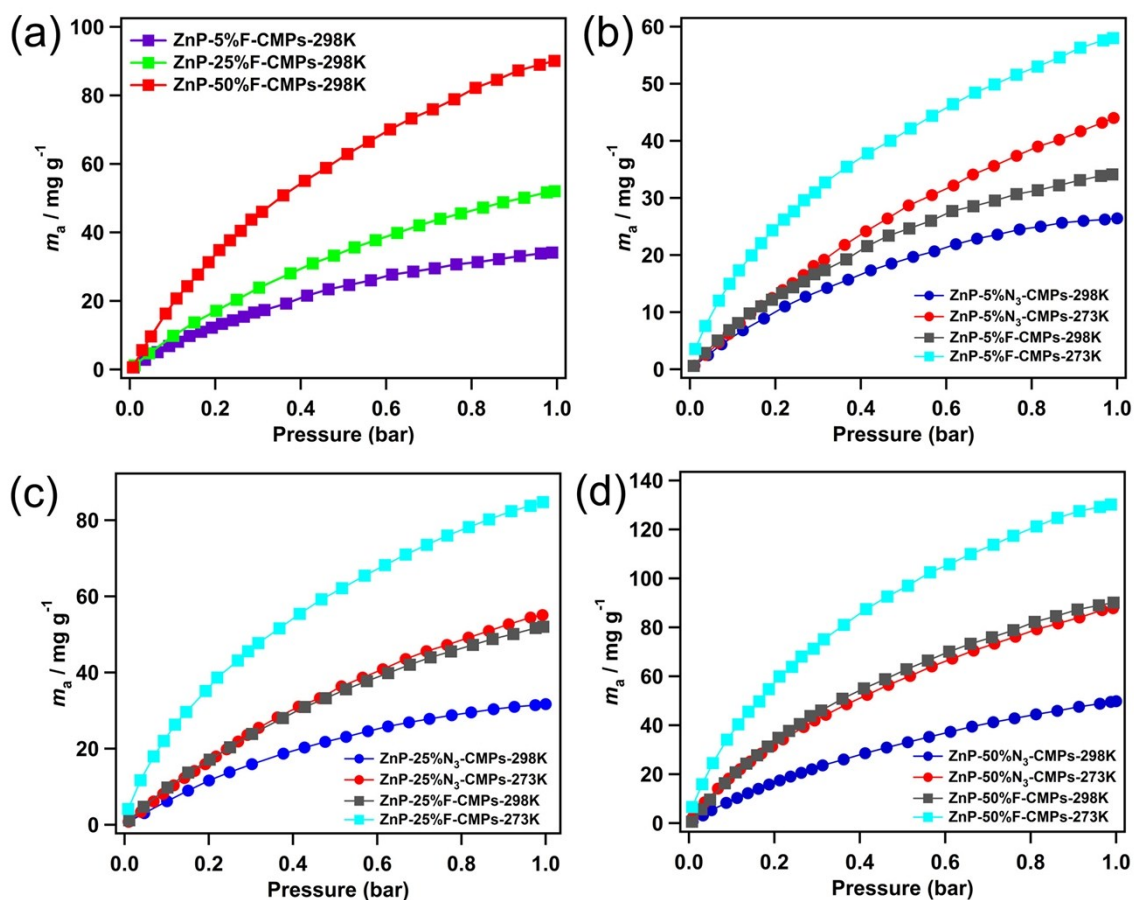 (a)
100
80
60
40
20
0
mₐ / mg g⁻¹
ZnP-5%F-CMPs-298K
ZnP-25%F-CMPs-298K
ZnP-50%F-CMPs-298K
0.0 0.2 0.4 0.6 0.8 1.0
Pressure (bar)
(b)
60
50
40
30
20
10
0
mₐ / mg g⁻¹
ZnP-5%N₃-CMPs-298K
ZnP-5%N₃-CMPs-273K
ZnP-5%F-CMPs-298K
ZnP-5%F-CMPs-273K
0.0 0.2 0.4 0.6 0.8 1.0
Pressure (bar)
(c)
80
60
40
20
0
mₐ / mg g⁻¹
ZnP-25%N₃-CMPs-298K
ZnP-25%N₃-CMPs-273K
ZnP-25%F-CMPs-298K
ZnP-25%F-CMPs-273K
0.0 0.2 0.4 0.6 0.8 1.0
Pressure (bar)
(d)
140
120
100
80
60
40
20
0
mₐ / mg g⁻¹
ZnP-50%N₃-CMPs-298K
ZnP-50%N₃-CMPs-273K
ZnP-50%F-CMPs-298K
ZnP-50%F-CMPs-273K
0.0 0.2 0.4 0.6 0.8 1.0
Pressure (bar)